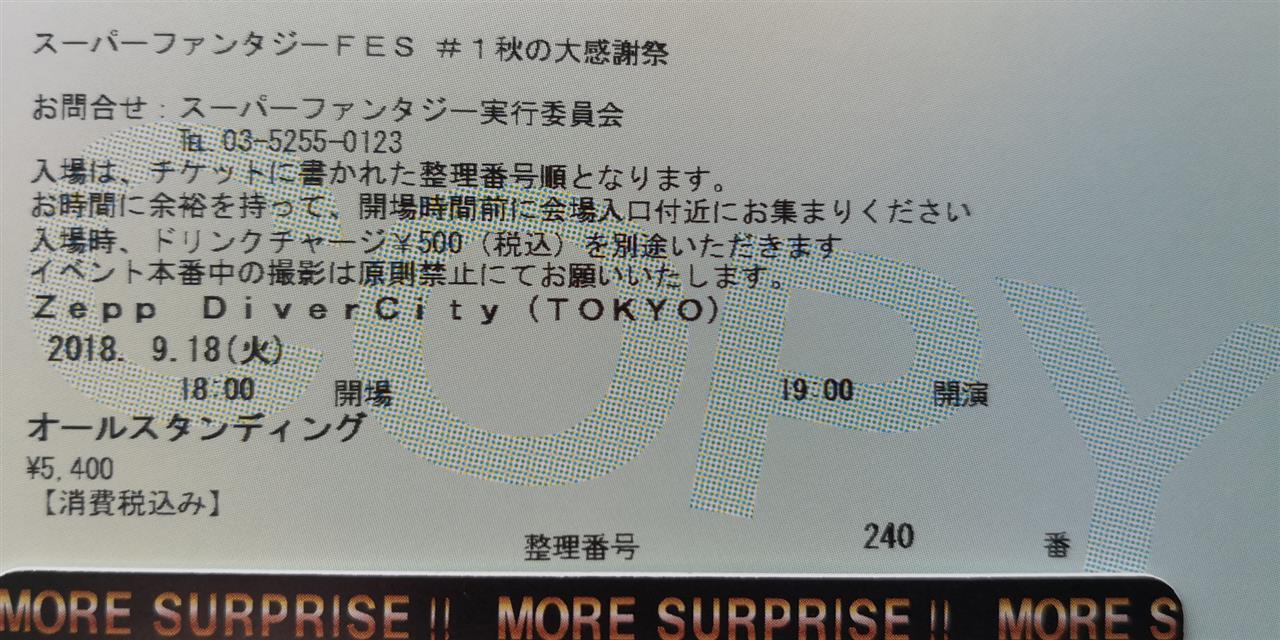 スーパーファンタジーＦＥＳ ＃１秋の大感謝祭
お問合せ：スーパーファンタジー実行委員会
℡ 03-5255-0123
入場は、チケットに書かれた整理番号順となります。
お時間に余裕を持って、開場時間前に会場入口付近にお集まりください
入場時、ドリンクチャージ￥500（税込）を別途いただきます
イベント本番中の撮影は原則禁止にてお願いいたします。
Ｚｅｐｐ ＤｉｖｅｒＣｉｔｙ（ＴＯＫＹＯ）
2018. 9.18(火)
18:00 開場 19:00 開演
オールスタンディング
¥5,400
【消費税込み】
整理番号 240 番
COPY
MORE SURPRISE !! MORE SURPRISE !! MORE S